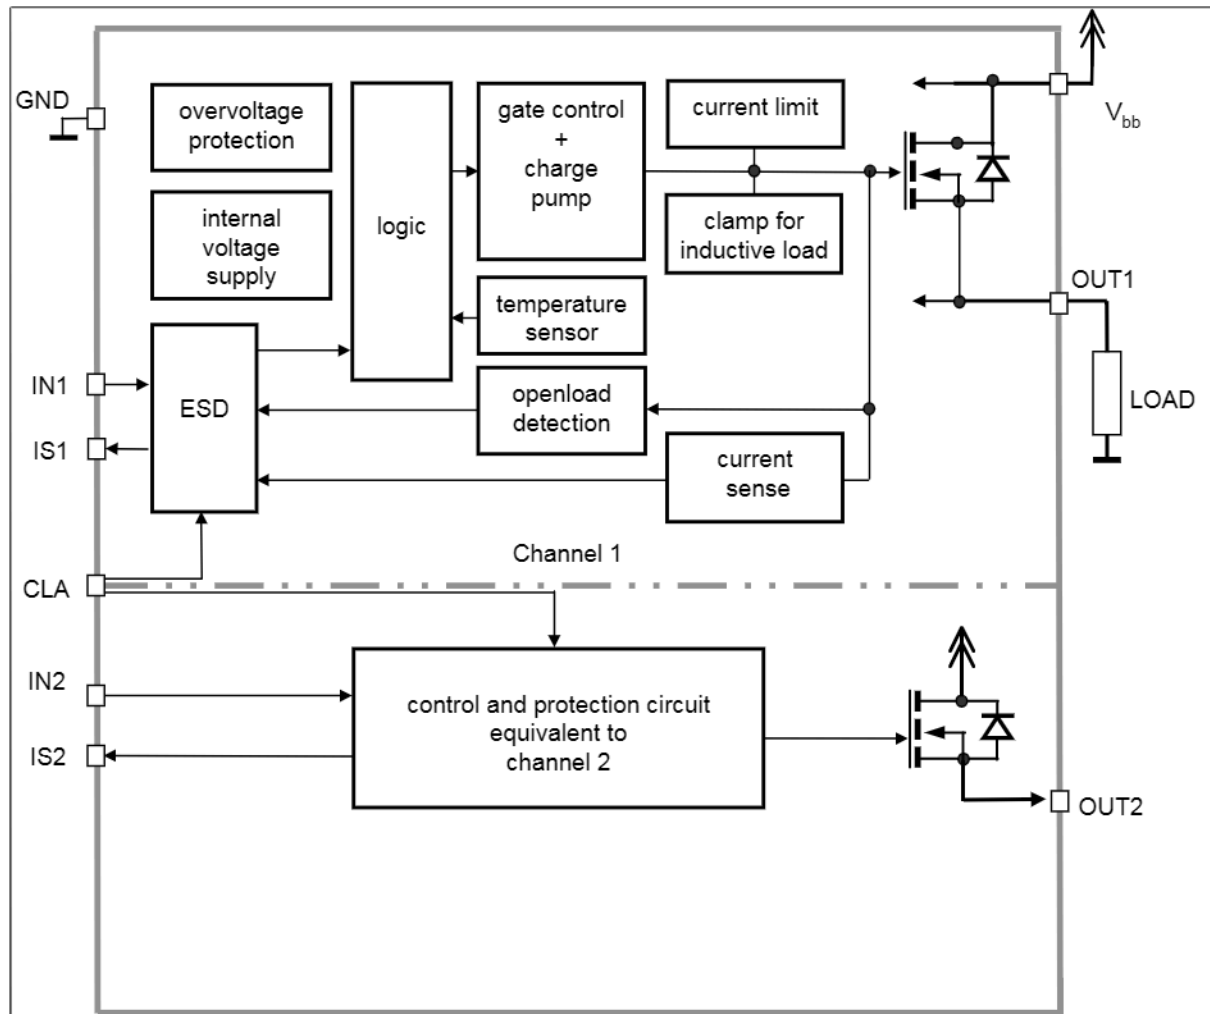 GND
overvoltage
protection
internal
voltage
supply
logic
gate control
+
charge
pump
current limit
clamp for
inductive load
Vbb
temperature
sensor
OUT1
IN1
ESD
IS1
openload
detection
LOAD
current
sense
Channel 1
CLA
IN2
IS2
control and protection circuit
equivalent to
channel 2
OUT2